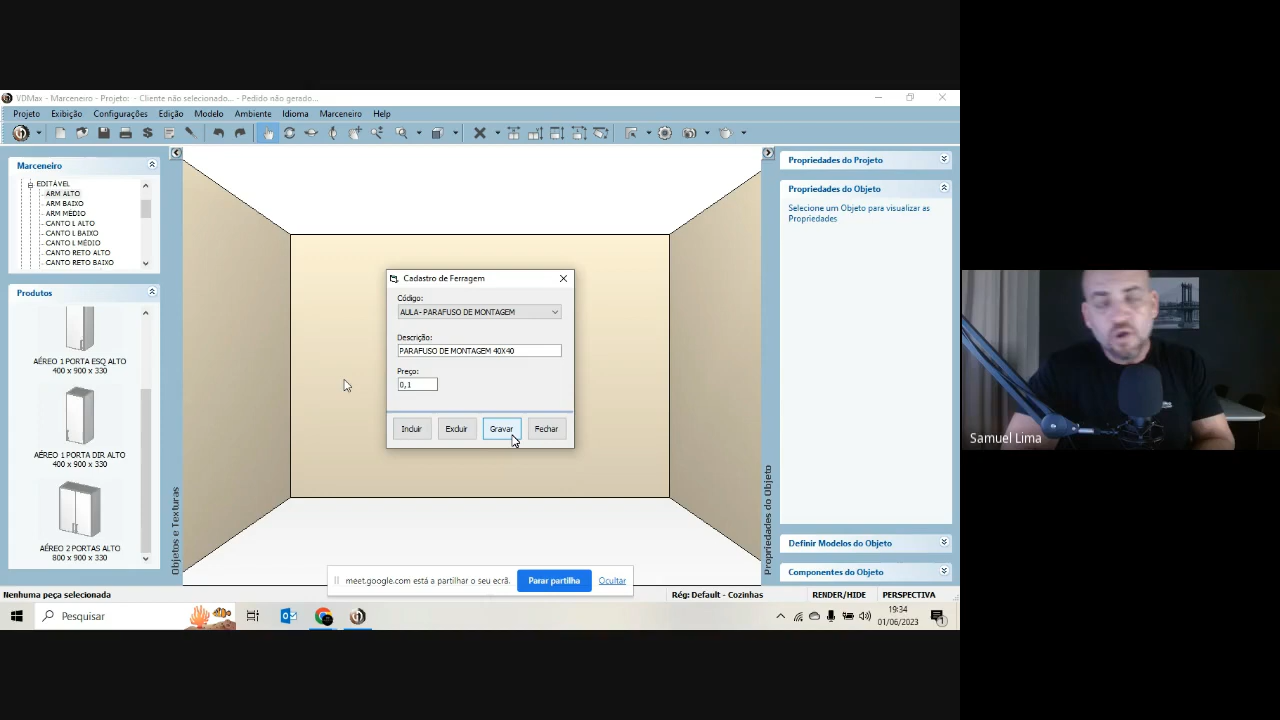 VDMax - Marceneiro - Projeto: - Cliente não selecionado... - Pedido não gerado...
Projeto Exibição Configurações Edição Modelo Ambiente Idioma Marceneiro Help
Marceneiro
EDITÁVEL
ARM ALTO
ARM BAIXO
ARM MÉDIO
CANTO L ALTO
CANTO L BAIXO
CANTO L MÉDIO
CANTO RETO ALTO
CANTO RETO BAIXO
Produtos
AÉREO 1 PORTA ESQ ALTO
400 x 900 x 330
AÉREO 1 PORTA DIR ALTO
400 x 900 x 330
AÉREO 2 PORTAS ALTO
800 x 900 x 330
Objetos e Texturas
Cadastro de Ferragem
Código:
AULA- PARAFUSO DE MONTAGEM
Descrição:
PARAFUSO DE MONTAGEM 40X40
Preço:
0,1
Incluir Excluir Gravar Fechar
Propriedades do Objeto
Propriedades do Projeto
Propriedades do Objeto
Selecione um Objeto para visualizar as
Propriedades
Definir Modelos do Objeto
Componentes do Objeto
meet.google.com está a partilhar o seu ecrã. Parar partilha Ocultar
Nenhuma peça selecionada
Rég: Default - Cozinhas RENDER/HIDE PERSPECTIVA
Pesquisar
19:34
01/06/2023
1
Samuel Lima